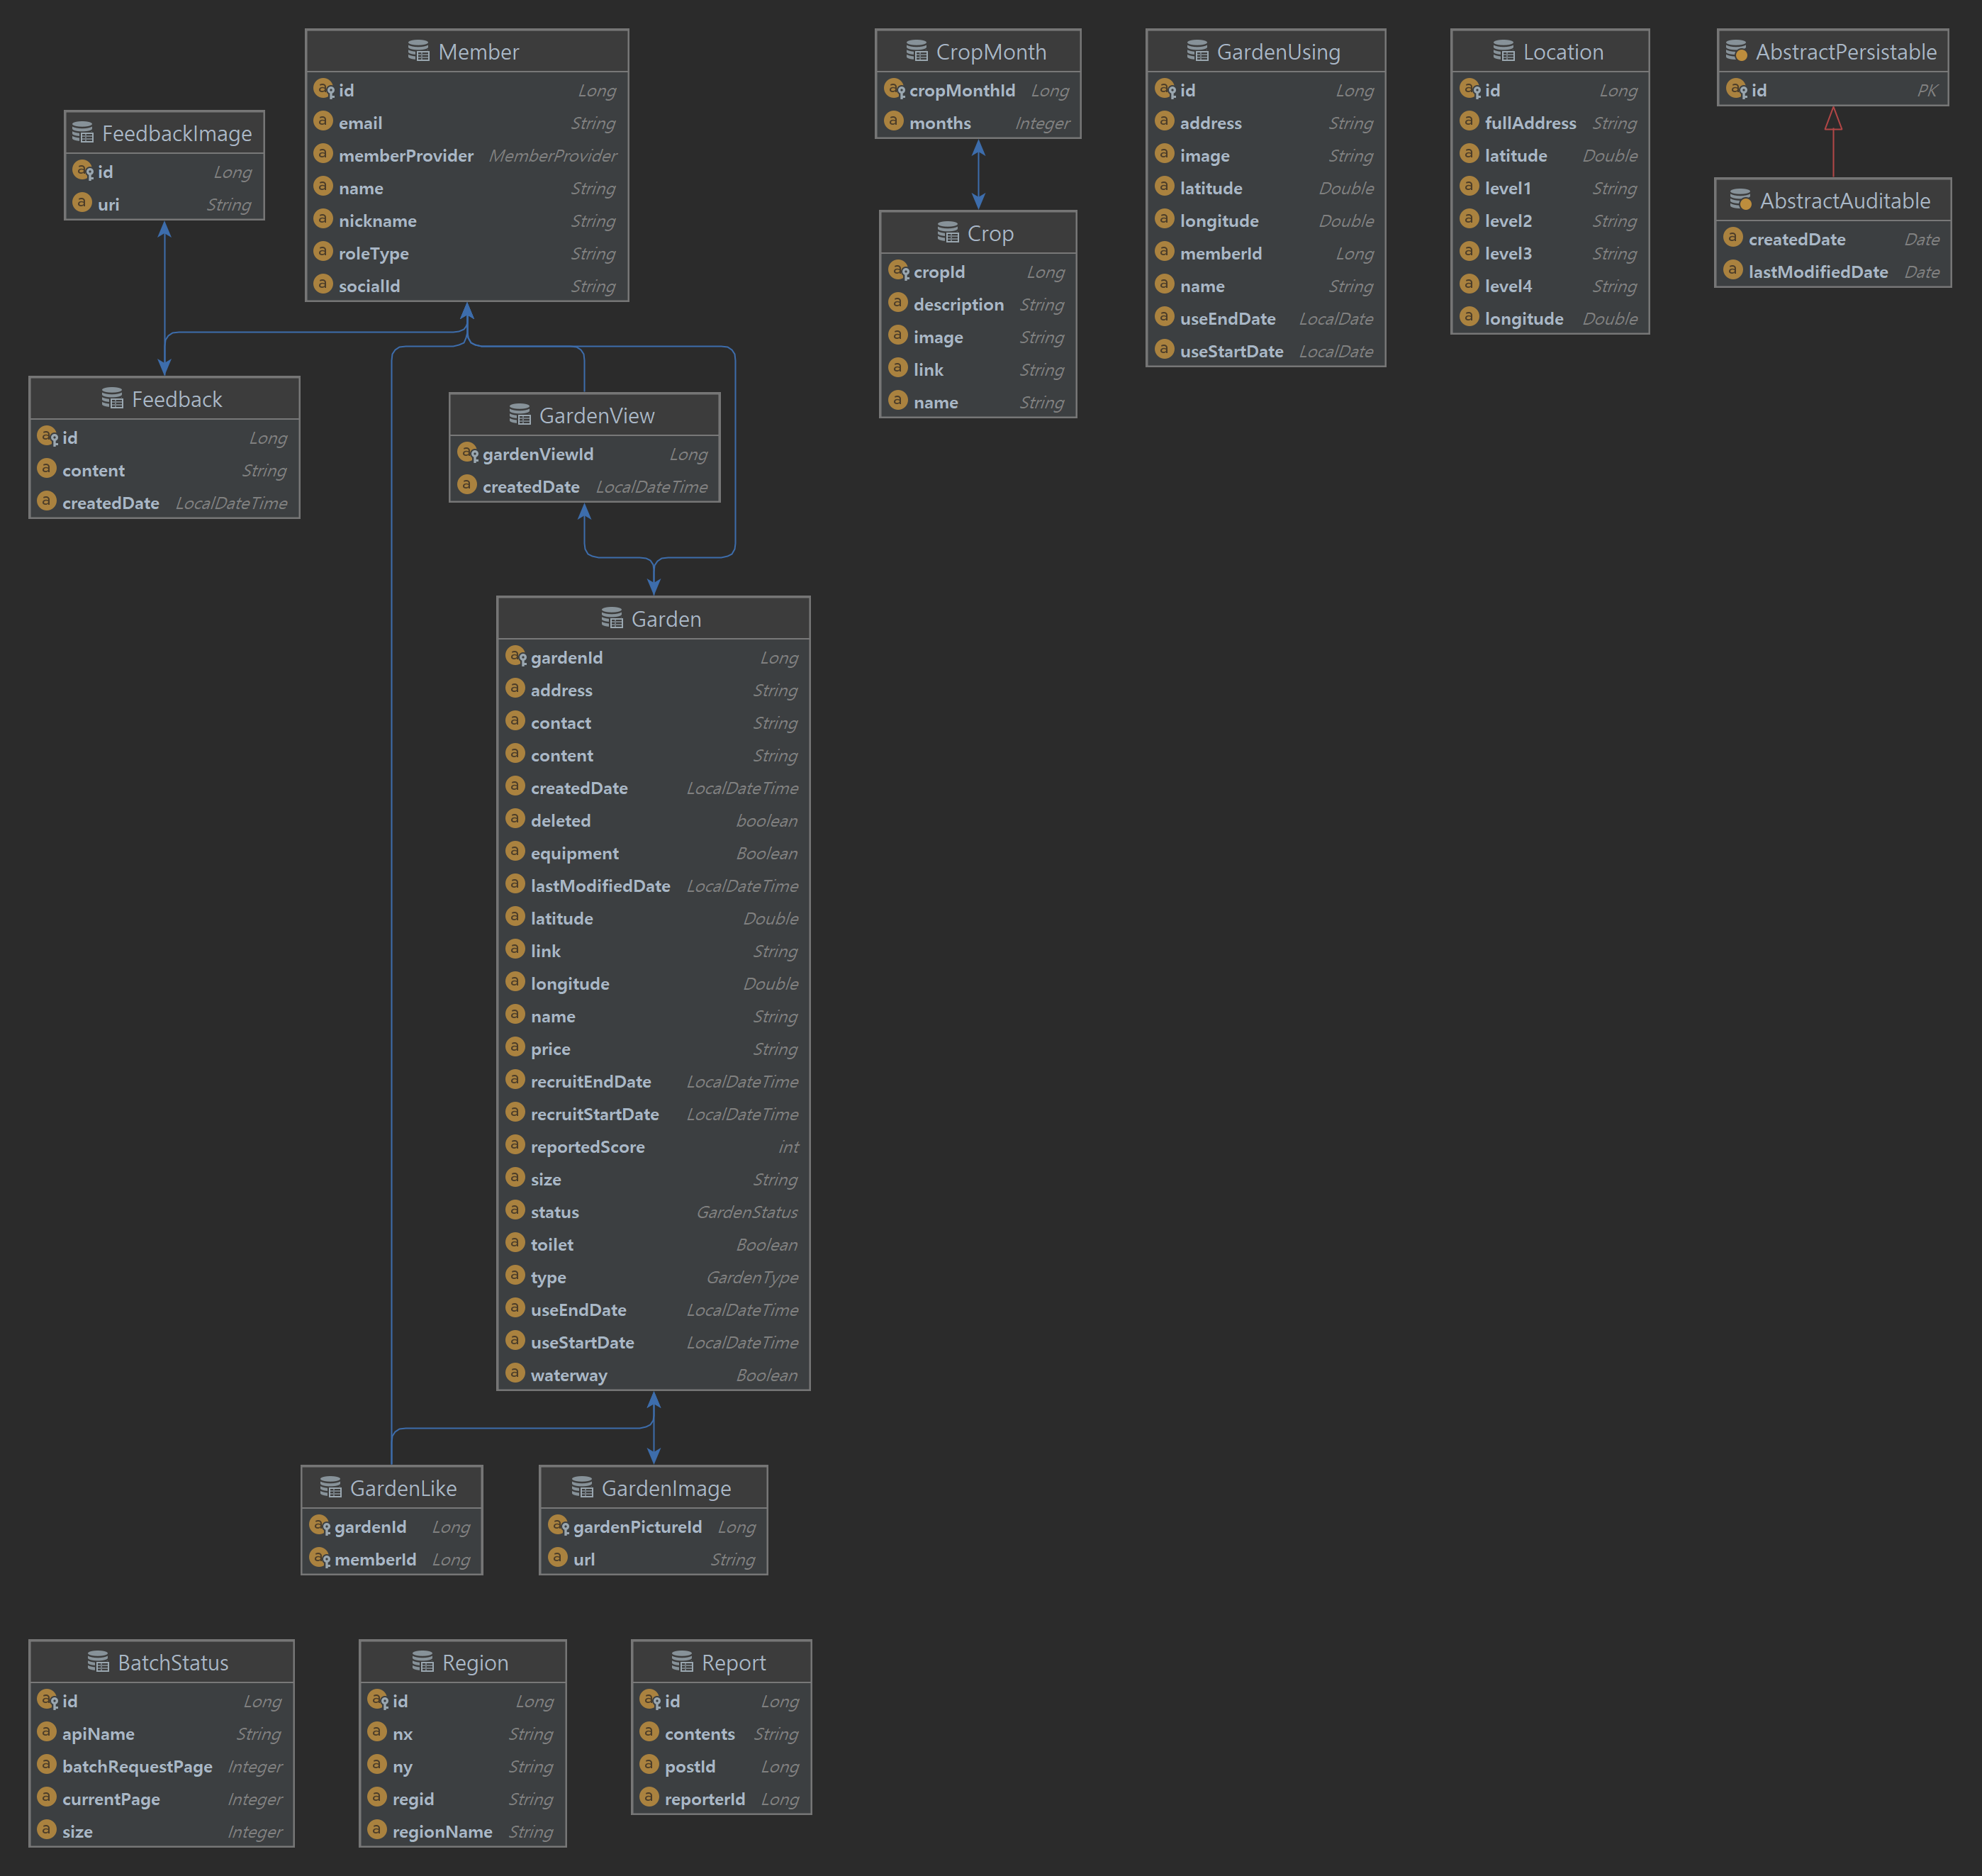 Member
id Long
email String
memberProvider MemberProvider
name String
nickname String
roleType String
socialId String
CropMonth
cropMonthId Long
months Integer
GardenUsing
id Long
address String
image String
latitude Double
longitude Double
memberId Long
name String
useEndDate LocalDate
useStartDate LocalDate
Location
id Long
fullAddress String
latitude Double
level1 String
level2 String
level3 String
level4 String
longitude Double
AbstractPersistable
id PK
FeedbackImage
id Long
uri String
AbstractAuditable
createdDate Date
lastModifiedDate Date
Crop
cropId Long
description String
image String
link String
name String
Feedback
id Long
content String
createdDate LocalDateTime
GardenView
gardenViewId Long
createdDate LocalDateTime
Garden
gardenId Long
address String
contact String
content String
createdDate LocalDateTime
deleted boolean
equipment Boolean
lastModifiedDate LocalDateTime
latitude Double
link String
longitude Double
name String
price String
recruitEndDate LocalDateTime
recruitStartDate LocalDateTime
reportedScore int
size String
status GardenStatus
toilet Boolean
type GardenType
useEndDate LocalDateTime
useStartDate LocalDateTime
waterway Boolean
GardenLike
gardenId Long
memberId Long
GardenImage
gardenPictureId Long
url String
BatchStatus
id Long
apiName String
batchRequestPage Integer
currentPage Integer
size Integer
Region
id Long
nx String
ny String
regid String
regionName String
Report
id Long
contents String
postId Long
reporterId Long